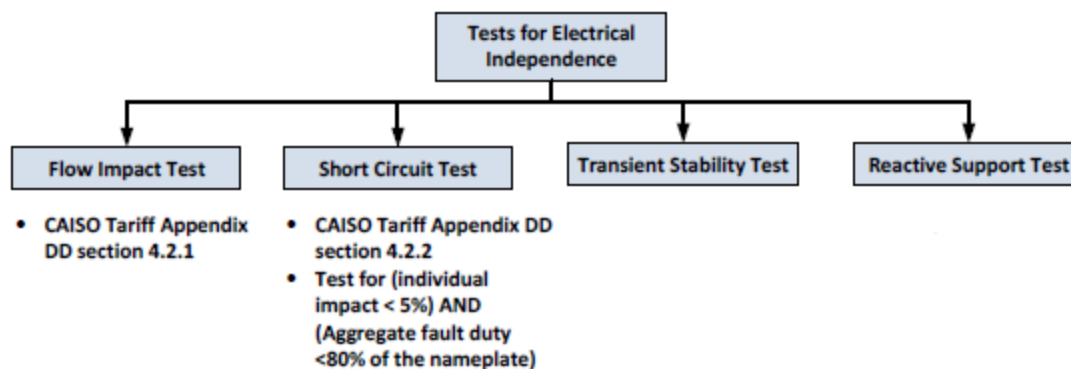 Tests for Electrical
Independence
Flow Impact Test
Short Circuit Test
Transient Stability Test
Reactive Support Test
• CAISO Tariff Appendix
DD section 4.2.1
• CAISO Tariff Appendix DD
section 4.2.2
• Test for (individual
impact < 5%) AND
(Aggregate fault duty
<80% of the nameplate)